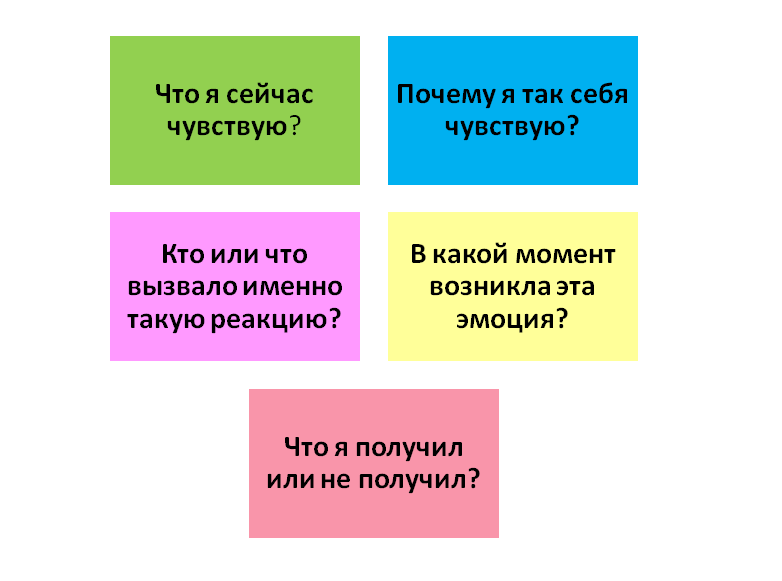 Что я сейчас
чувствую?
Почему я так себя
чувствую?
Кто или что
вызвало именно
такую реакцию?
В какой момент
возникла эта
эмоция?
Что я получил
или не получил?